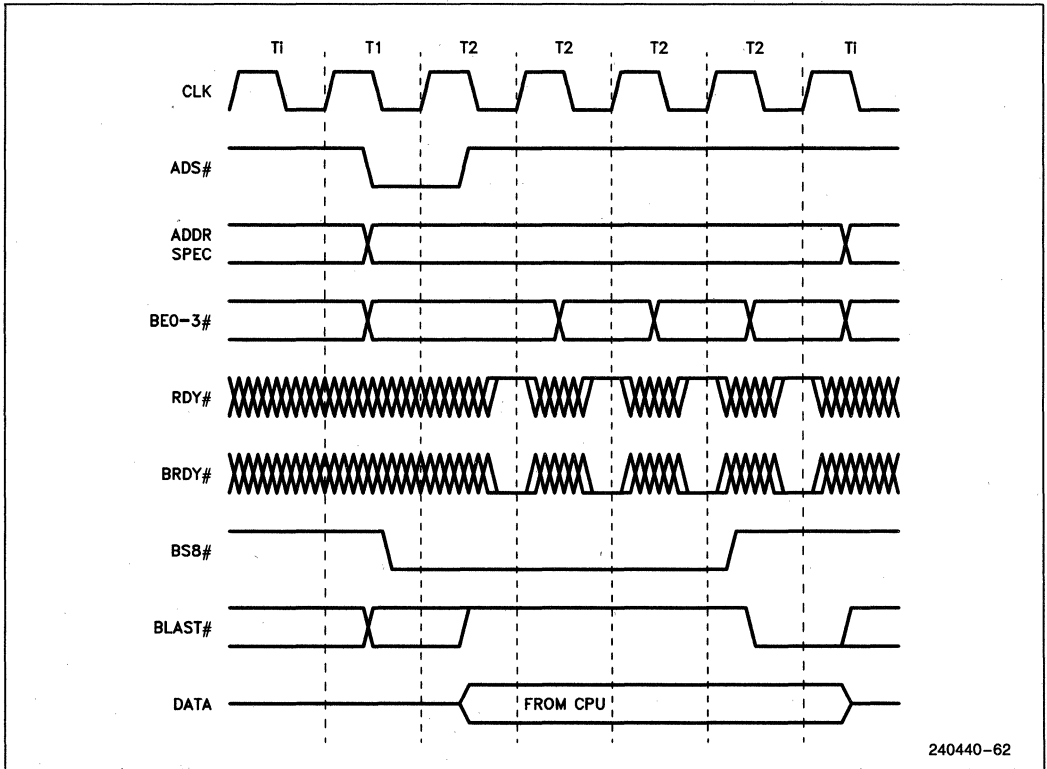 Ti T1 T2 T2 T2 T2 Ti
CLK
ADS#
ADDR
SPEC
BE0-3#
RDY#
BRDY#
BS8#
BLAST#
DATA FROM CPU
240440-62